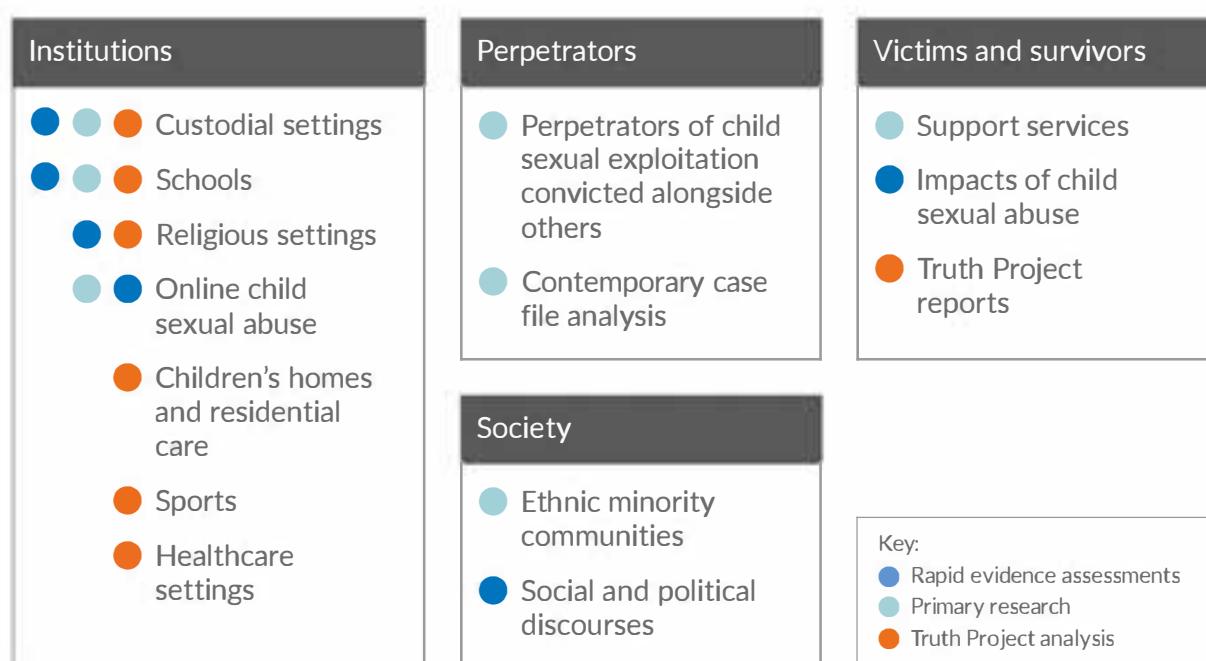 Institutions
Custodial settings
Schools
Religious settings
Online child
sexual abuse
Children's homes
and residential
care
Sports
Healthcare
settings
Perpetrators
Perpetrators of child
sexual exploitation
convicted alongside
others
Contemporary case
file analysis
Society
Ethnic minority
communities
Social and political
discourses
Victims and survivors
Support services
Impacts of child
sexual abuse
Truth Project
reports
Key:
Rapid evidence assessments
Primary research
Truth Project analysis